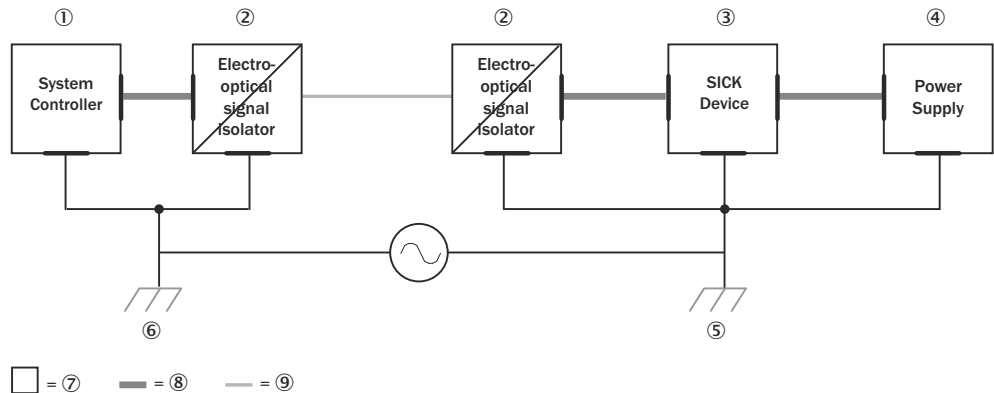 ① ② ② ③ ④
System
Controller
Electro-
optical
signal
Isolator
Electro-
optical
signal
Isolator
SICK
Device
Power
Supply
⑥ ⑤
= ⑦ = ⑧ = ⑨